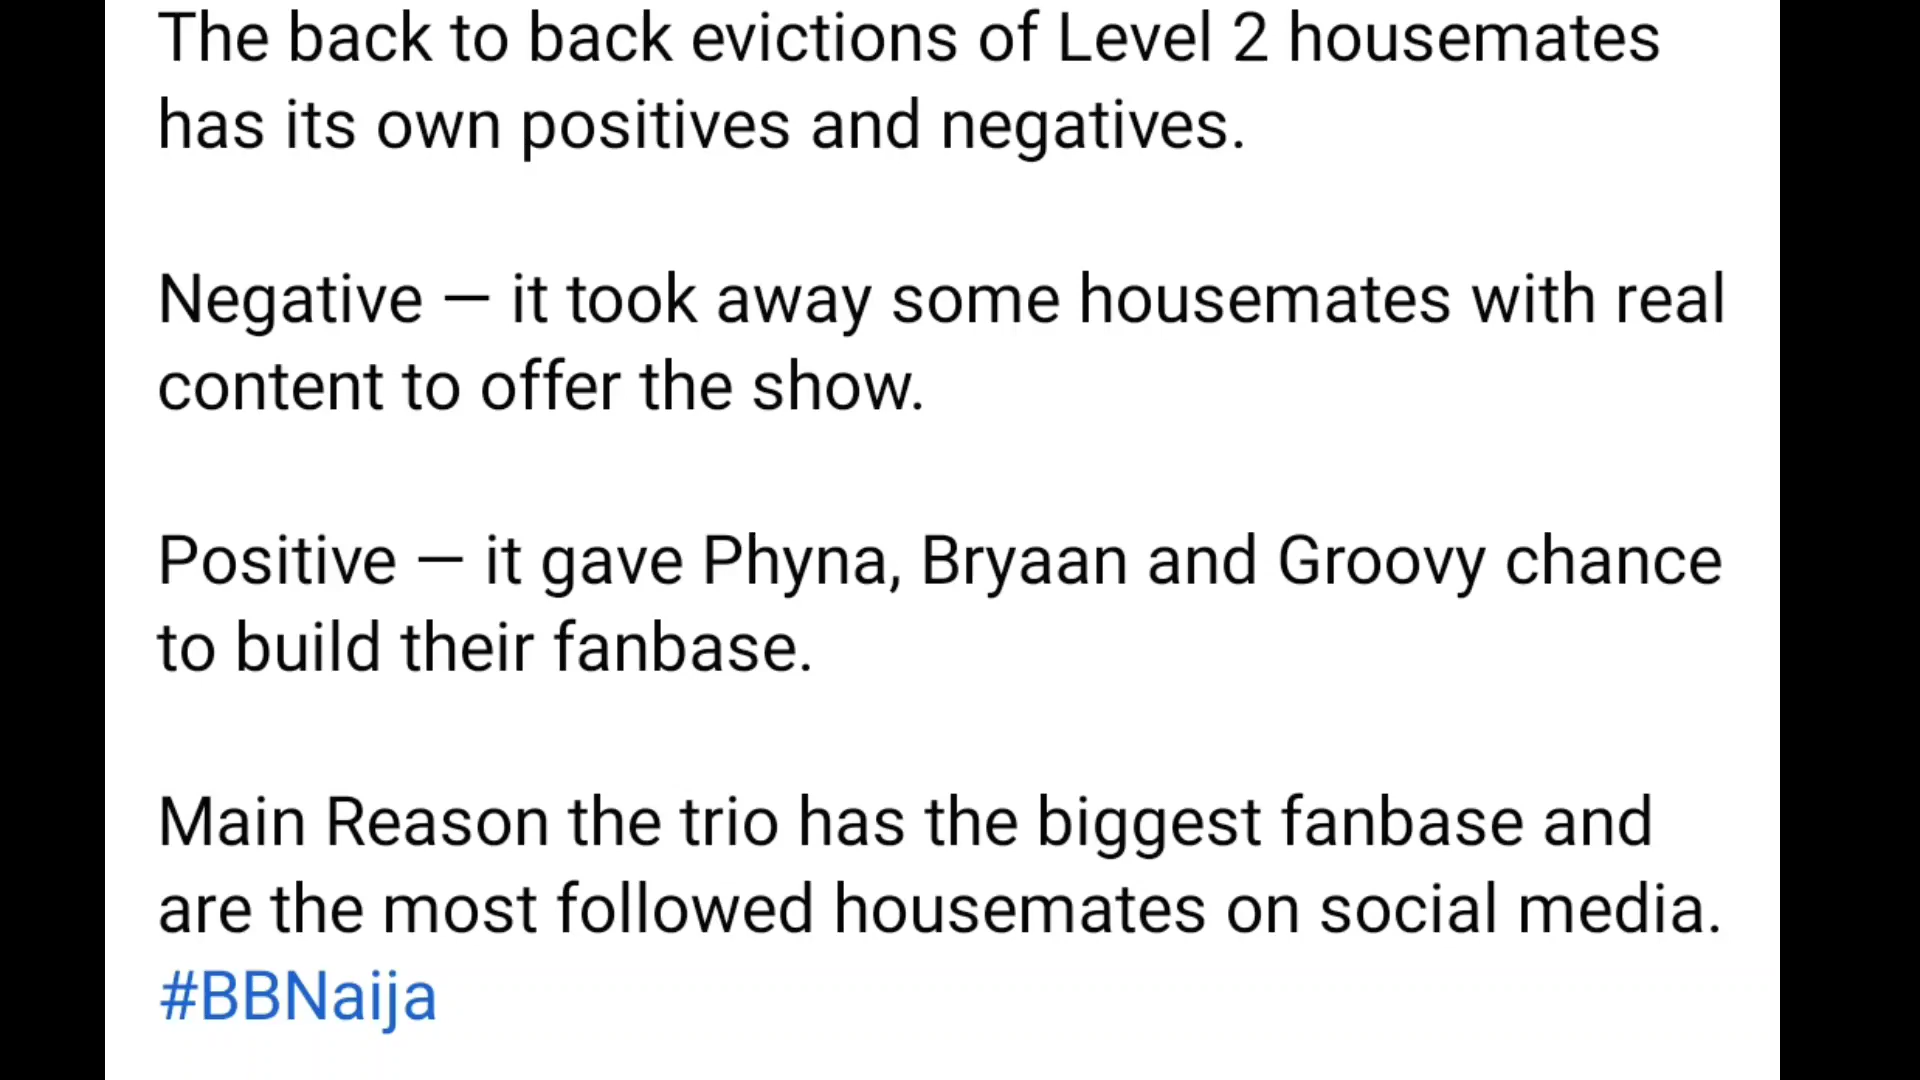 The back to back evictions of Level 2 housemates
has its own positives and negatives.
Negative — it took away some housemates with real
content to offer the show.
Positive — it gave Phyna, Bryaan and Groovy chance
to build their fanbase.
Main Reason the trio has the biggest fanbase and
are the most followed housemates on social media.
#BBNaija